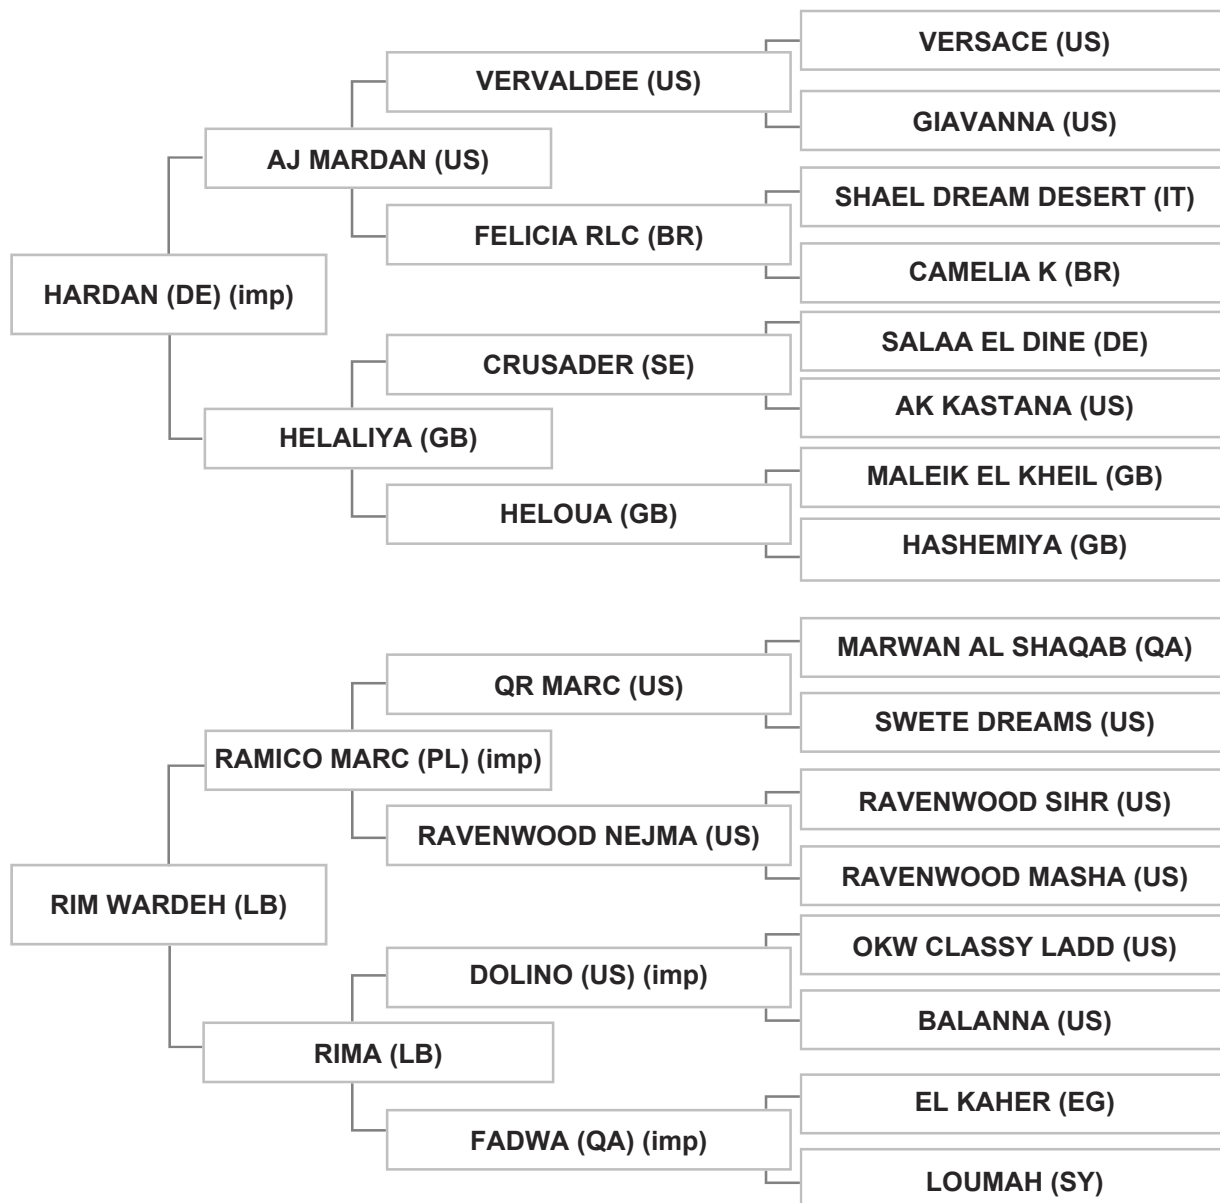 VERSACE (US)
VERVALDEE (US)
GIAVANNA (US)
AJ MARDAN (US)
SHAEL DREAM DESERT (IT)
FELICIA RLC (BR)
CAMELIA K (BR)
HARDAN (DE) (imp)
SALAA EL DINE (DE)
CRUSADER (SE)
AK KASTANA (US)
HELALIYA (GB)
MALEIK EL KHEIL (GB)
HELOUA (GB)
HASHEMIYA (GB)
MARWAN AL SHAQAB (QA)
QR MARC (US)
SWETE DREAMS (US)
RAMICO MARC (PL) (imp)
RAVENWOOD SIHR (US)
RAVENWOOD NEJMA (US)
RAVENWOOD MASHA (US)
RIM WARDEH (LB)
OKW CLASSY LADD (US)
DOLINO (US) (imp)
BALANNA (US)
RIMA (LB)
EL KAHER (EG)
FADWA (QA) (imp)
LOUMAH (SY)